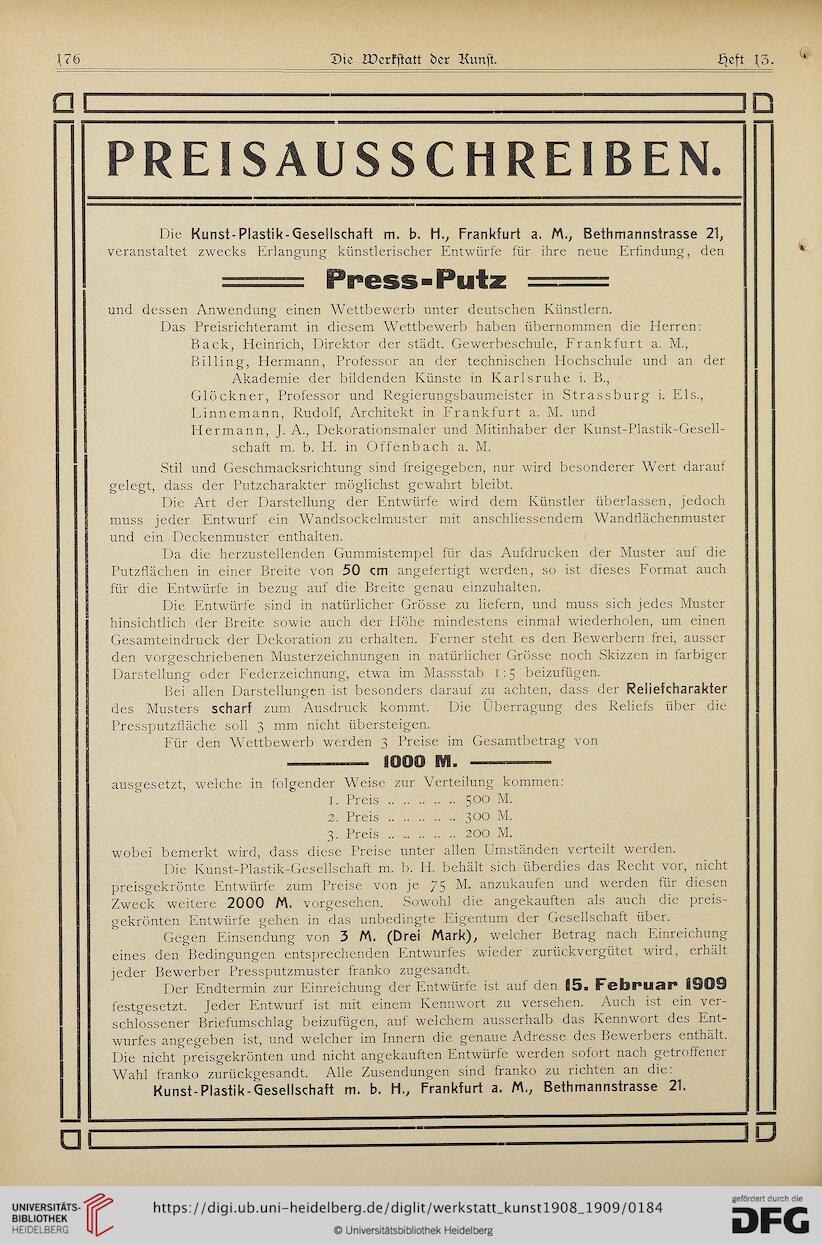 176 Die Werkstatt der Kunst. Heft 13.
PREISAUSSCHREIBEN.
Die Kunst-Plastik-Gesellschaft m. b. H., Frankfurt a. M., Bethmannstrasse 21,
veranstaltet zwecks Erlangung künstlerischer Entwürfe für ihre neue Erfindung, den
Press-Putz
und dessen Anwendung einen Wettbewerb unter deutschen Künstlern.
Das Preisrichteramt in diesem Wettbewerb haben übernommen die Herren:
Back, Heinrich, Direktor der städt. Gewerbeschule, Frankfurt a. M.,
Billing, Hermann, Professor an der technischen Hochschule und an der
Akademie der bildenden Künste in Karlsruhe i. B.,
Glöckner, Professor und Regierungsbaumeister in Strassburg i. Els.,
Linnemann, Rudolf, Architekt in Frankfurt a. M. und
Hermann, J. A., Dekorationsmaler und Mitinhaber der Kunst-Plastik-Gesell-
schaft m. b. H. in Offenbach a. M.
Stil und Geschmacksrichtung sind freigegeben, nur wird besonderer Wert darauf
gelegt, dass der Putzcharakter möglichst gewahrt bleibt.
Die Art der Darstellung der Entwürfe wird dem Künstler überlassen, jedoch
muss jeder Entwurf ein Wandsockelmuster mit anschliessendem Wandflächenmuster
und ein Deckenmuster enthalten.
Da die herzustellenden Gummistempel für das Aufdrucken der Muster auf die
Putzflächen in einer Breite von 50 cm angefertigt werden, so ist dieses Format auch
für die Entwürfe in bezug auf die Breite genau einzuhalten.
Die Entwürfe sind in natürlicher Grösse zu liefern, und muss sich jedes Muster
hinsichtlich der Breite sowie auch der Höhe mindestens einmal wiederholen, um einen
Gesamteindruck der Dekoration zu erhalten. Ferner steht es den Bewerbern frei, ausser
den vorgeschriebenen Musterzeichnungen in natürlicher Grösse noch Skizzen in farbiger
Darstellung oder Federzeichnung, etwa im Massstab 1:5 beizufügen.
Bei allen Darstellungen ist besonders darauf zu achten, dass der Reliefcharakter
des Musters scharf zum Ausdruck kommt. Die Überragung des Reliefs über die
Pressputzfläche soll 3 mm nicht übersteigen.
Für den Wettbewerb werden 3 Preise im Gesamtbetrag von
1000 M.
ausgesetzt, welche in folgender Weise zur Verteilung kommen:
1. Preis .. .. .. .. 500 M.
2. Preis .. .. .. .. 300 M.
3. Preis .. .. .. .. 200 M.
wobei bemerkt wird, dass diese Preise unter allen Umständen verteilt werden.
Die Kunst-Plastik-Gesellschaft m. b. H. behält sich überdies das Recht vor, nicht
preisgekrönte Entwürfe zum Preise von je 75 M. anzukaufen und werden für diesen
Zweck weitere 2000 M. vorgesehen. Sowohl die angekauften als auch die preis-
gekrönten Entwürfe gehen in das unbedingte Eigentum der Gesellschaft über.
Gegen Einsendung von 3 M. (Drei Mark), welcher Betrag nach Einreichung
eines den Bedingungen entsprechenden Entwurfes wieder zurückvergütet wird, erhält
jeder Bewerber Pressputzmuster franko zugesandt.
Der Endtermin zur Einreichung der Entwürfe ist auf den 15. Februar 1909
festgesetzt. Jeder Entwurf ist mit einem Kennwort zu versehen. Auch ist ein ver-
schlossener Briefumschlag beizufügen, auf welchem ausserhalb das Kennwort des Ent-
wurfes angegeben ist, und welcher im Innern die genaue Adresse des Bewerbers enthält.
Die nicht preisgekrönten und nicht angekauften Entwürfe werden sofort nach getroffener
Wahl franko zurückgesandt. Alle Zusendungen sind franko zu richten an die:
Kunst-Plastik-Gesellschaft m. b. H., Frankfurt a. M., Bethmannstrasse 21.
UNIVERSITÄTS-
BIBLIOTHEK
HEIDELBERG
https://digi.ub.uni-heidelberg.de/diglit/werkstatt_kunst1908_1909/0184
© Universitätsbibliothek Heidelberg
gefördert durch die
DFG